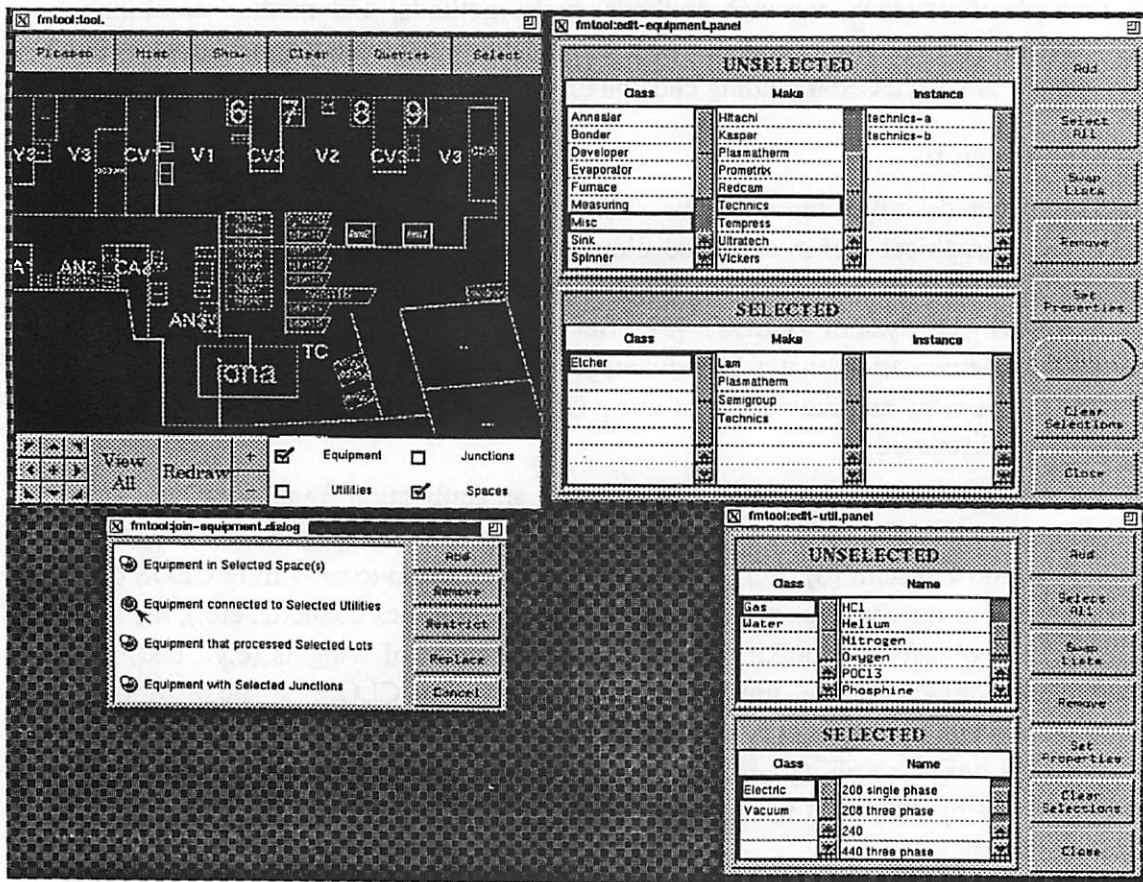 fmtool:tool.
Picasso Misc Show Clear Queries Select
6 7 8 9
Y3 V3 CV1 V1 CV2 V2 CV3 V3
A1 AN2 CA2
AN3
TC
iona
View All
Redraw
+
−
Equipment
Junctions
Utilities
Spaces
fmtool:edit-equipment.panel
UNSELECTED
Class Make Instance
Annealer Hitachi technics-a
Bonder Kasper technics-b
Developer Plasmatherm
Evaporator Prometrix
Furnace Redcam
Measuring Technics
Misc Tempress
Sink Ultratech
Spinner Vickers
SELECTED
Class Make Instance
Etcher Lam
Plasmatherm
Semigroup
Technics
Add
Select All
Swap Lists
Remove
Set Properties
Clear Selections
Close
fmtool:join-equipment.dialog
Equipment in Selected Space(s)
Equipment connected to Selected Utilities
Equipment that processed Selected Lots
Equipment with Selected Junctions
Add
Remove
Restrict
Replace
Cancel
fmtool:edit-util.panel
UNSELECTED
Class Name
Gas HCl
Water Helium
Nitrogen
Oxygen
POCl3
Phosphine
SELECTED
Class Name
Electric 208 single phase
Vacuum 208 three phase
240
440 three phase
Add
Select All
Swap Lists
Remove
Set Properties
Clear Selections
Close